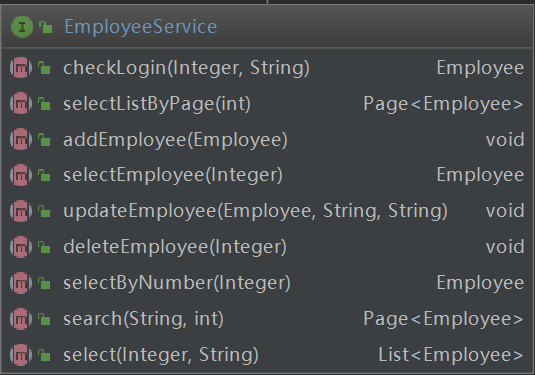 I EmployeeService
m checkLogin(Integer, String) Employee
m selectListByPage(int) Page<Employee>
m addEmployee(Employee) void
m selectEmployee(Integer) Employee
m updateEmployee(Employee, String, String) void
m deleteEmployee(Integer) void
m selectByNumber(Integer) Employee
m search(String, int) Page<Employee>
m select(Integer, String) List<Employee>